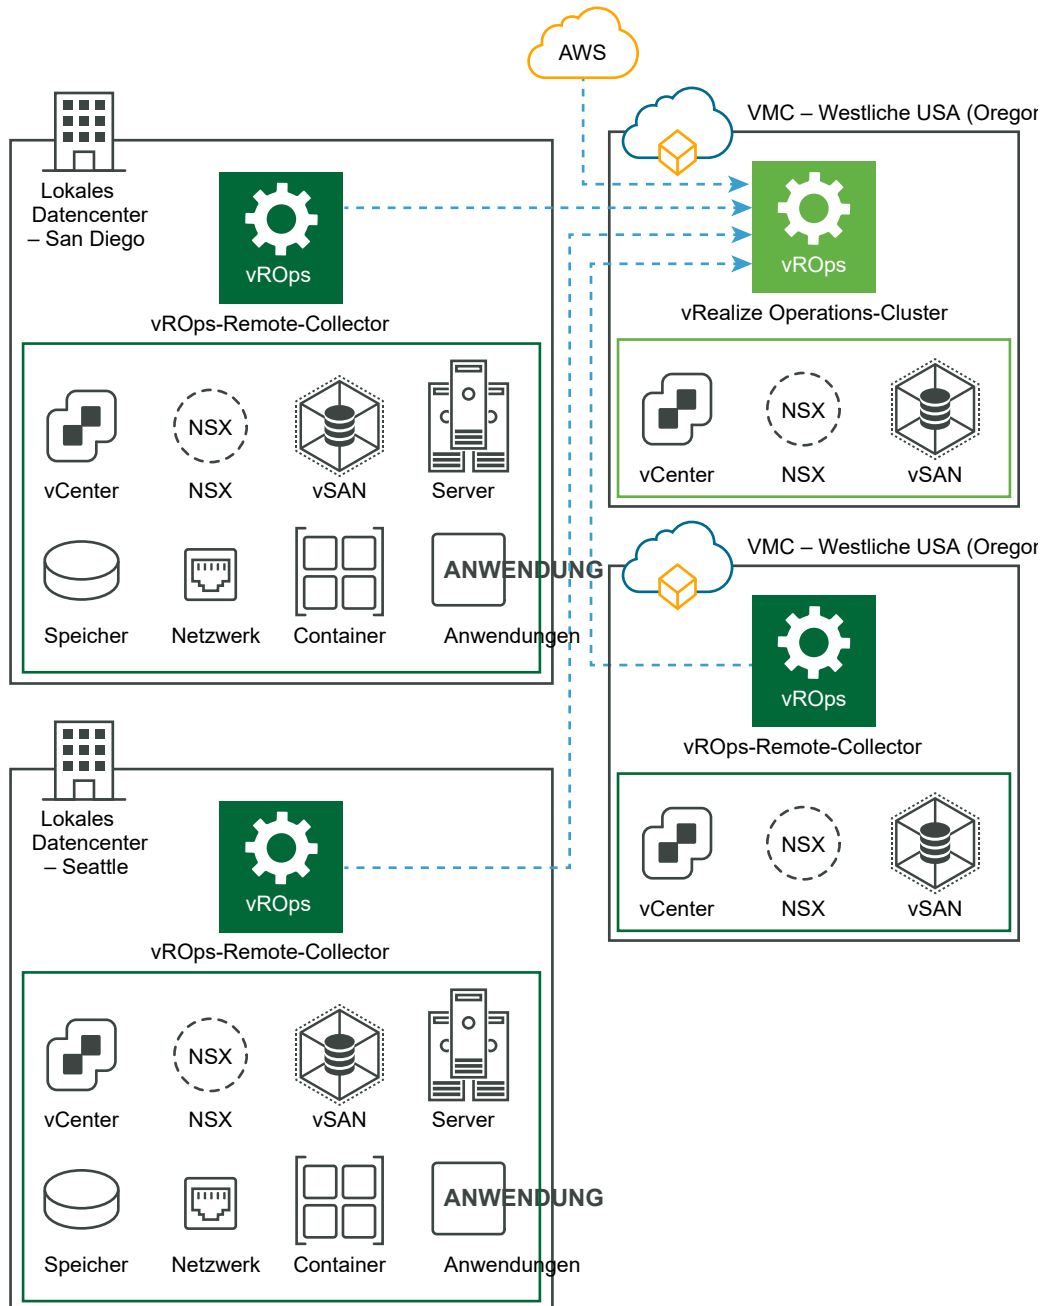 AWS
VMC – Westliche USA (Oregon
Lokales
Datencenter
– San Diego
vROps
vROps-Remote-Collector
vCenter
NSX
NSX
vSAN
Server
Speicher
Netzwerk
Container
ANWENDUNG
Anwendungen
vROps
vRealize Operations-Cluster
vCenter
NSX
NSX
vSAN
VMC – Westliche USA (Oregon
vROps
vROps-Remote-Collector
vCenter
NSX
NSX
vSAN
Lokales
Datencenter
– Seattle
vROps
vROps-Remote-Collector
vCenter
NSX
NSX
vSAN
Server
Speicher
Netzwerk
Container
ANWENDUNG
Anwendungen